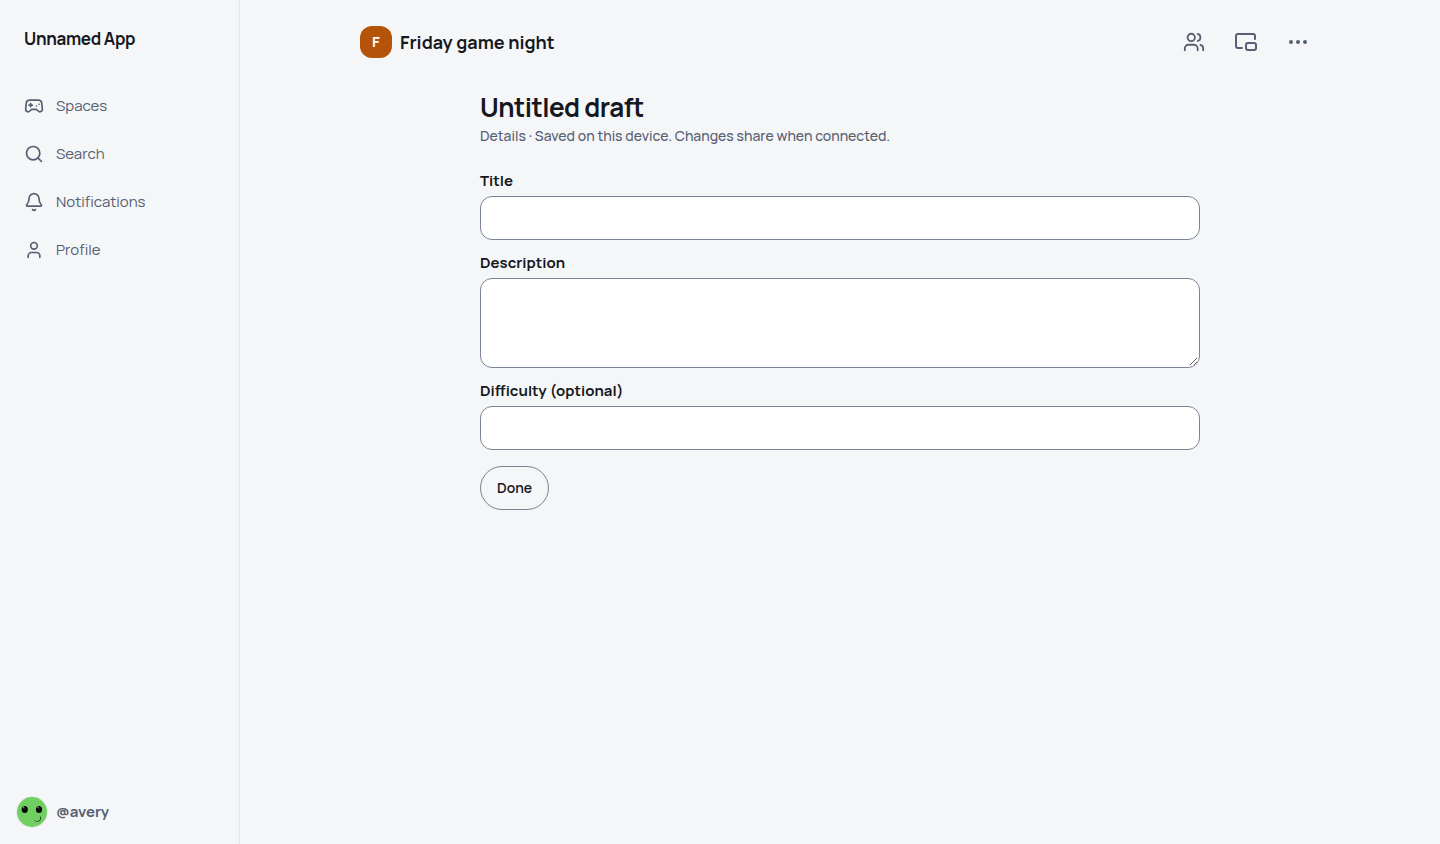 Unnamed App
Spaces
Search
Notifications
Profile
@avery
F
Friday game night
Untitled draft
Details · Saved on this device. Changes share when connected.
Title
Description
Difficulty (optional)
Done